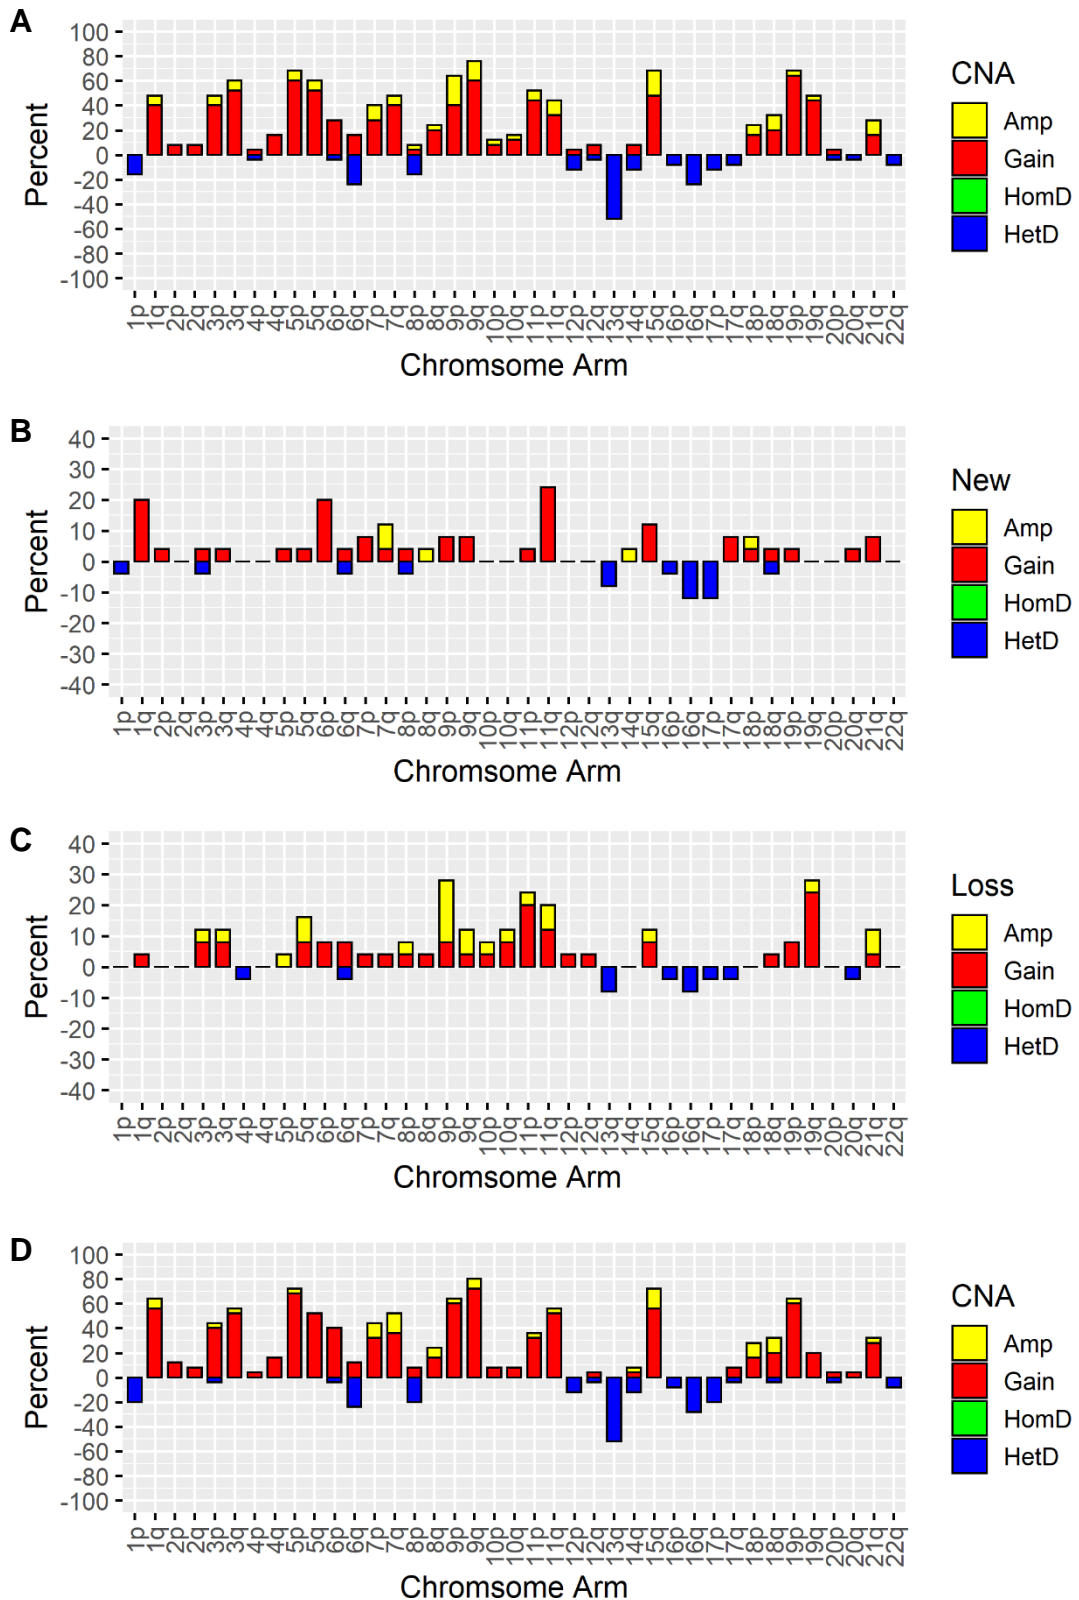 A
Percent
100
80
60
40
20
0
-20
-40
-60
-80
-100
1p 1q 2p 2q 3p 3q 4p 4q 5p 5q 6p 6q 7p 7q 8p 8q 9p 9q 10p 10q 11p 11q 12p 12q 13q 14q 15q 16p 16q 17p 17q 18p 18q 19p 19q 20p 20q 21q 22q
Chromsome Arm
CNA
Amp
Gain
HomD
HetD
B
Percent
40
30
20
10
0
-10
-20
-30
-40
1p 1q 2p 2q 3p 3q 4p 4q 5p 5q 6p 6q 7p 7q 8p 8q 9p 9q 10p 10q 11p 11q 12p 12q 13q 14q 15q 16p 16q 17p 17q 18p 18q 19p 19q 20p 20q 21q 22q
Chromsome Arm
New
Amp
Gain
HomD
HetD
C
Percent
40
30
20
10
0
-10
-20
-30
-40
1p 1q 2p 2q 3p 3q 4p 4q 5p 5q 6p 6q 7p 7q 8p 8q 9p 9q 10p 10q 11p 11q 12p 12q 13q 14q 15q 16p 16q 17p 17q 18p 18q 19p 19q 20p 20q 21q 22q
Chromsome Arm
Loss
Amp
Gain
HomD
HetD
D
Percent
100
80
60
40
20
0
-20
-40
-60
-80
-100
1p 1q 2p 2q 3p 3q 4p 4q 5p 5q 6p 6q 7p 7q 8p 8q 9p 9q 10p 10q 11p 11q 12p 12q 13q 14q 15q 16p 16q 17p 17q 18p 18q 19p 19q 20p 20q 21q 22q
Chromsome Arm
CNA
Amp
Gain
HomD
HetD